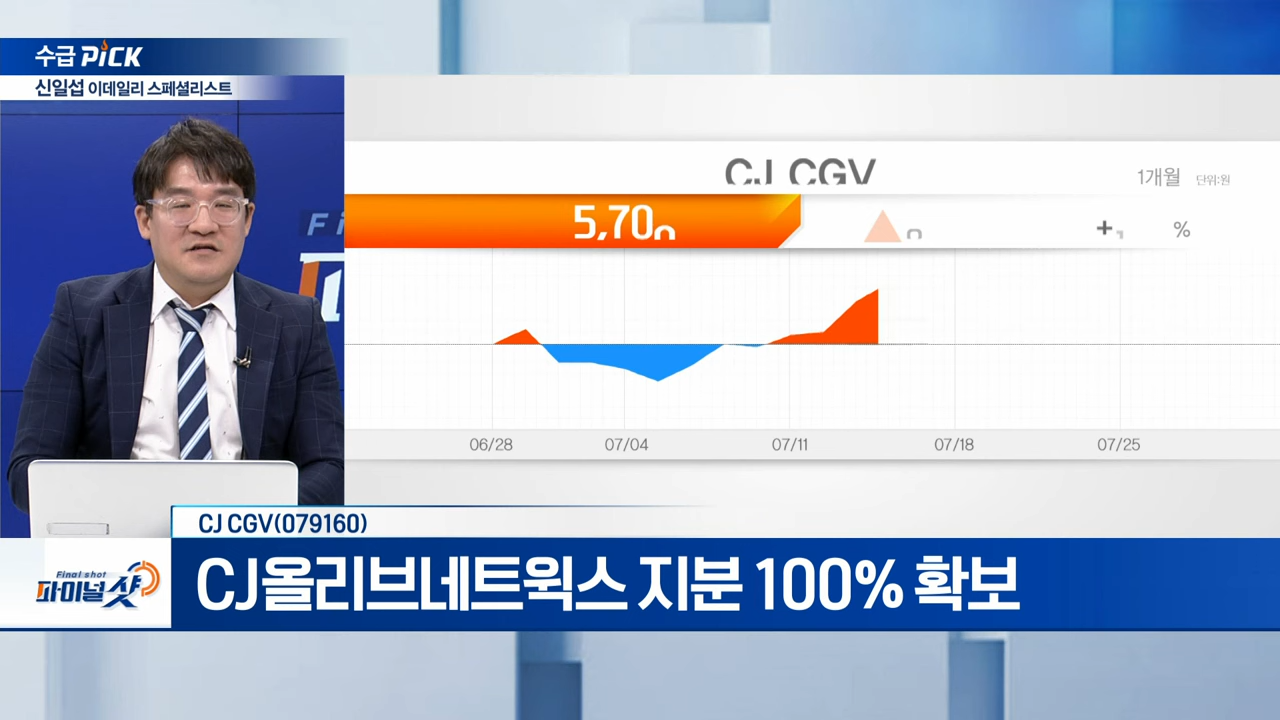 수급 PiCK
신일섭 이데일리 스페셜리스트
CJ CGV
1개월 단위:원
5,70
+
%
06/28 07/04 07/11 07/18 07/25
CJ CGV(079160)
Final shot
파이널샷
CJ올리브네트웍스 지분 100% 확보